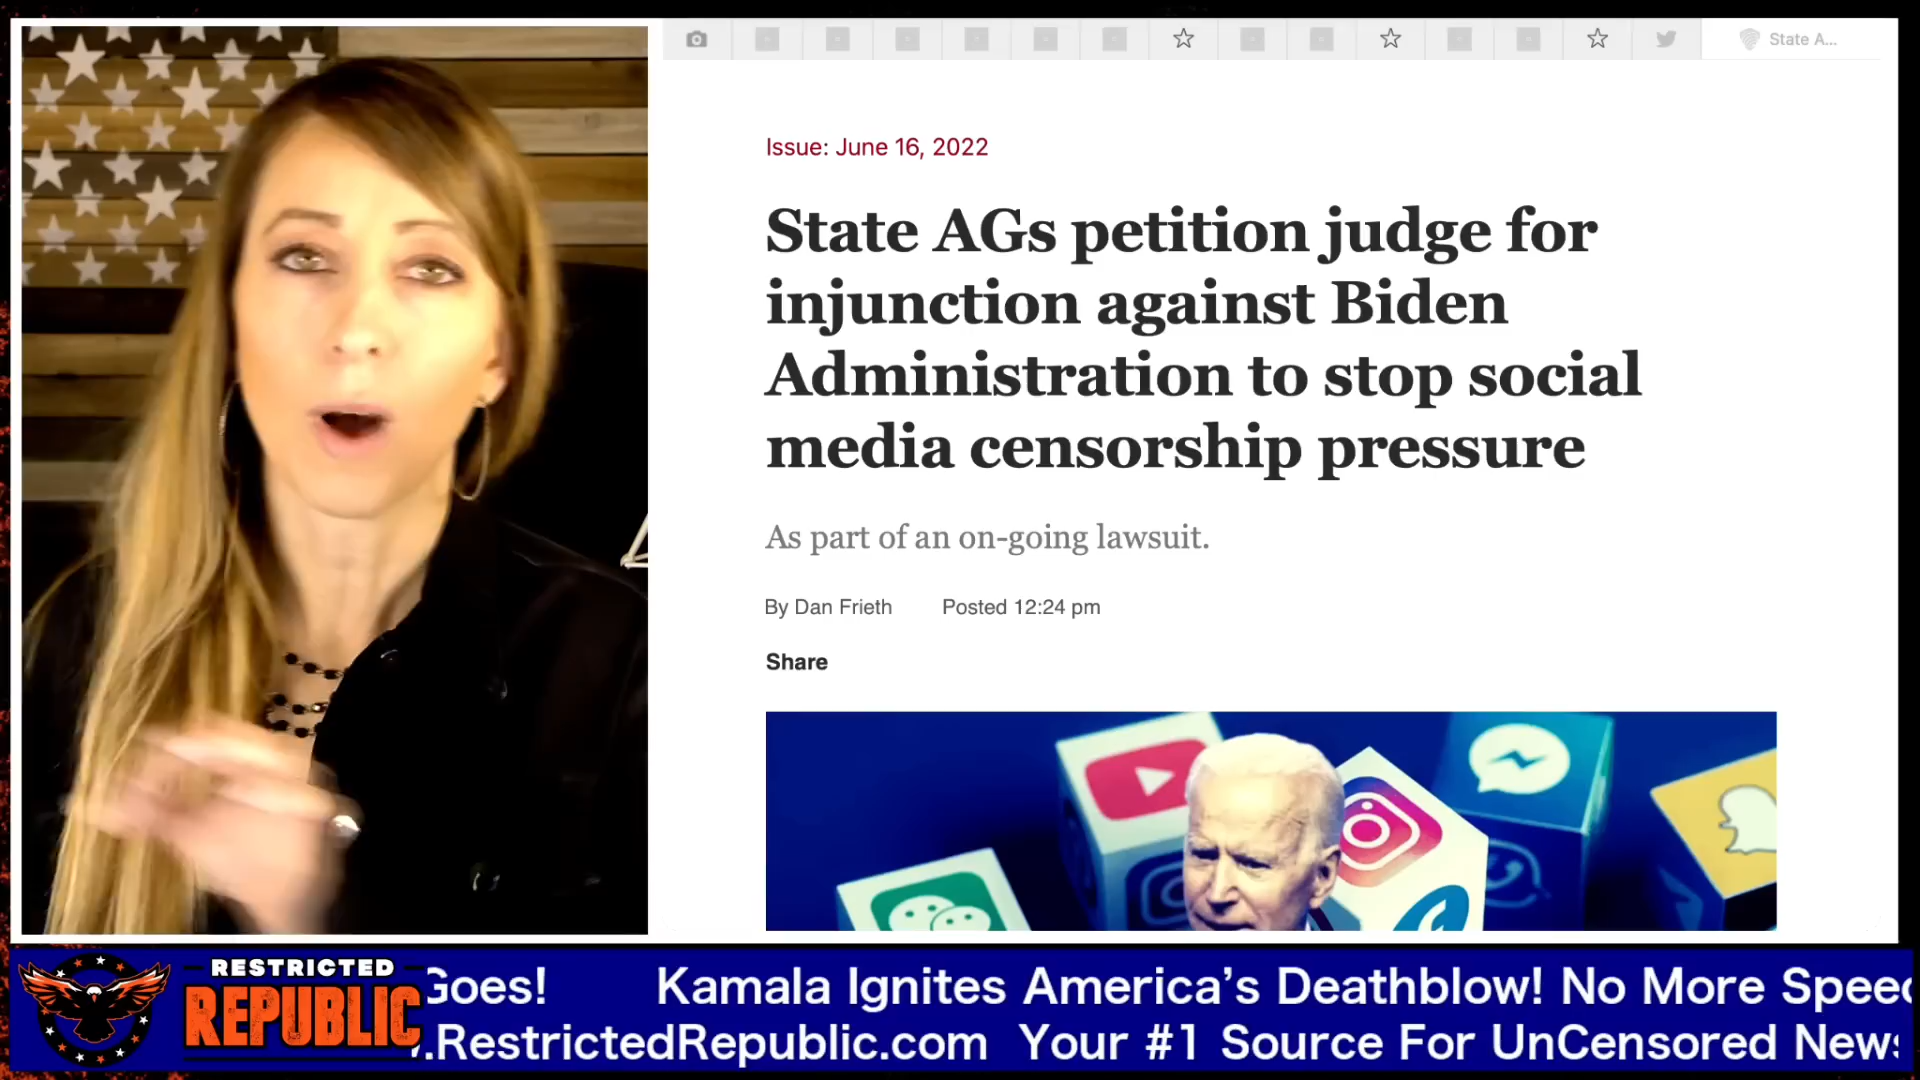 State A...
Issue: June 16, 2022
State AGs petition judge for
injunction against Biden
Administration to stop social
media censorship pressure
As part of an on-going lawsuit.
By Dan Frieth Posted 12:24 pm
Share
RESTRICTED
REPUBLIC
Goes! Kamala Ignites America's Deathblow! No More Speec
.RestrictedRepublic.com Your #1 Source For UnCensored News